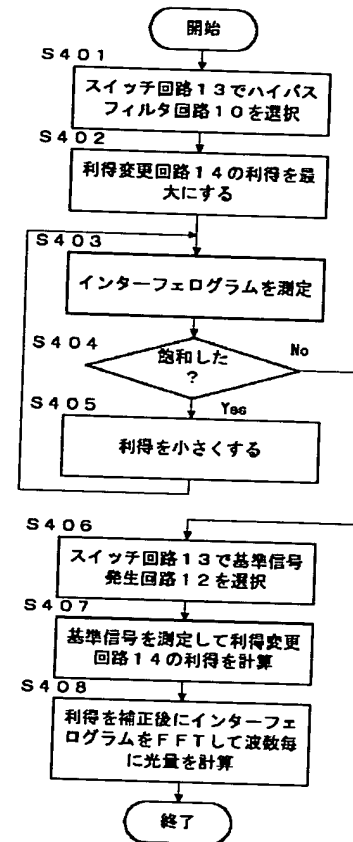 開始
S401
スイッチ回路13でハイパス
フィルタ回路10を選択
S402
利得変更回路14の利得を最
大にする
S403
インターフェログラムを測定
S404
飽和した
?
No
Yes
S405
利得を小さくする
S406
スイッチ回路13で基準信号
発生回路12を選択
S407
基準信号を測定して利得変更
回路14の利得を計算
S408
利得を補正後にインターフェ
ログラムをFFTして波数毎
に光量を計算
終了